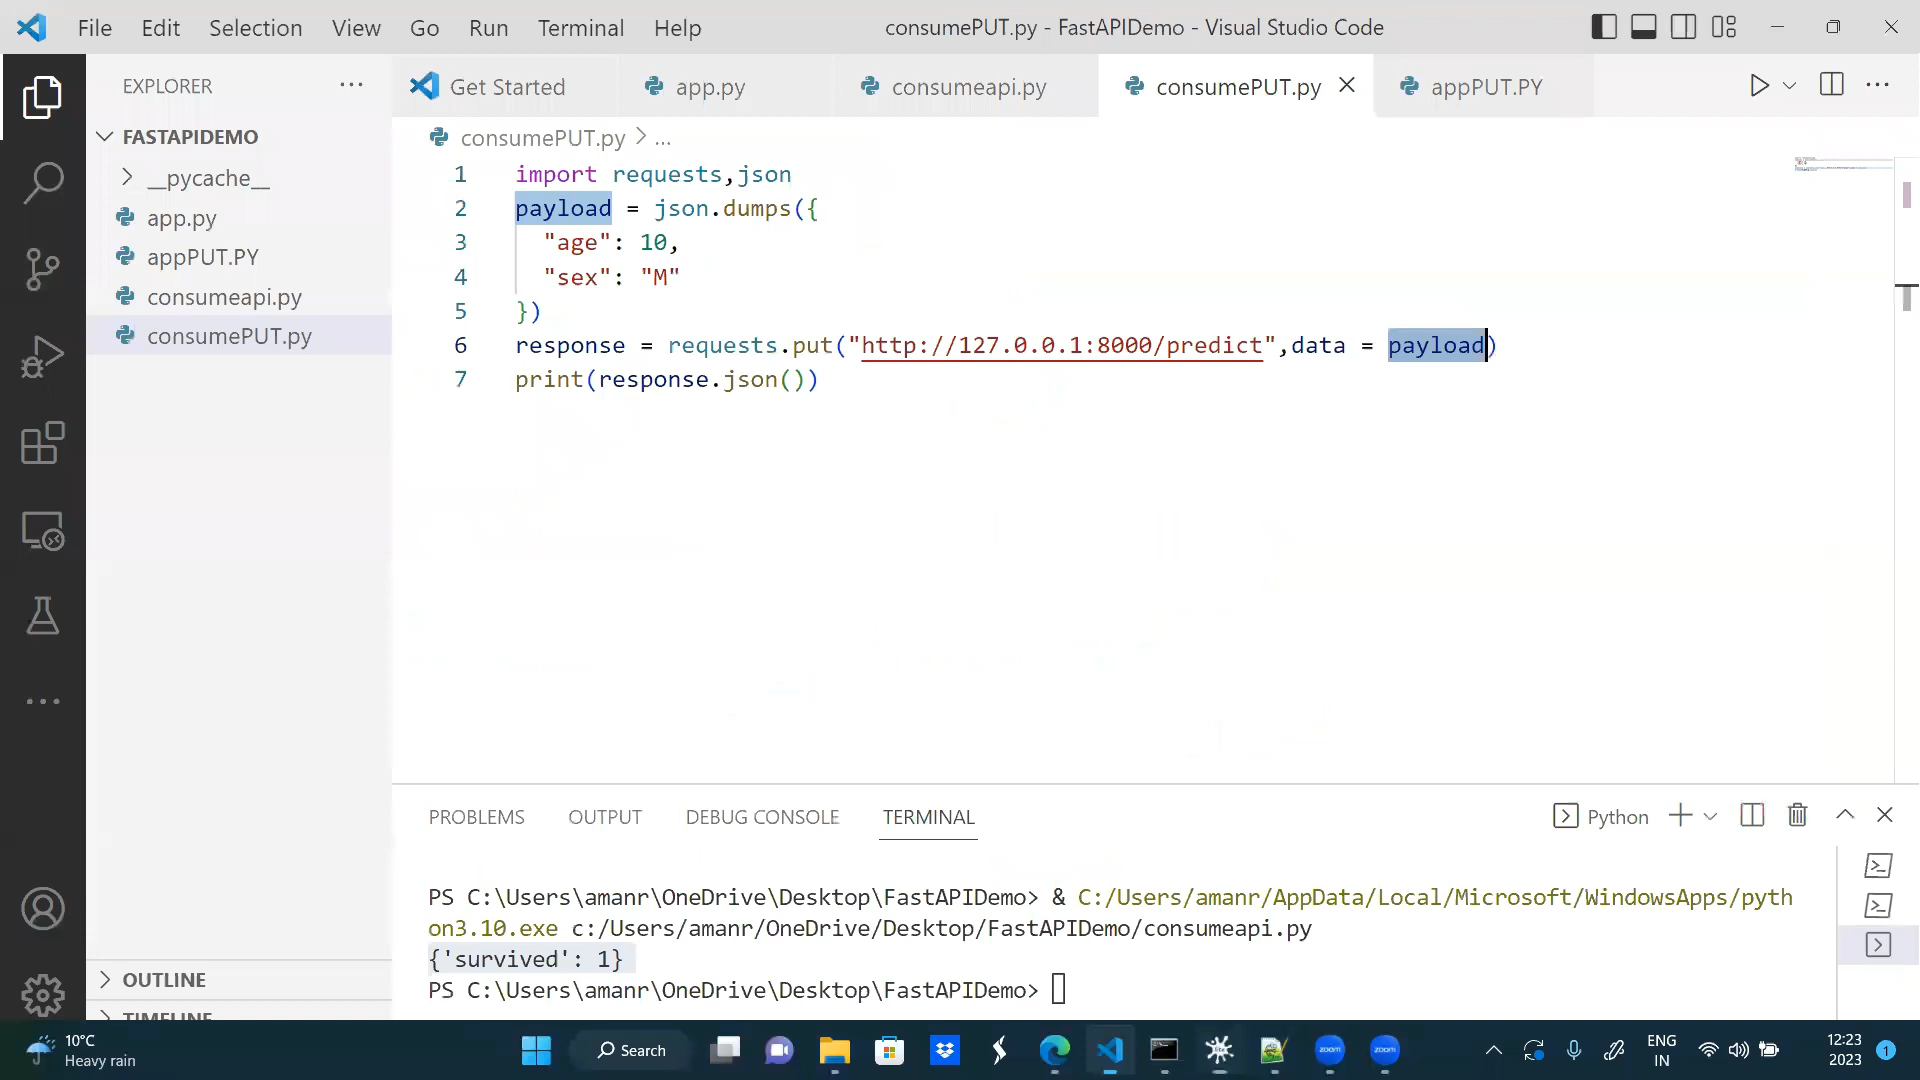 File Edit Selection View Go Run Terminal Help
consumePUT.py - FastAPIDemo - Visual Studio Code
EXPLORER ...
FASTAPIDEMO
__pycache__
app.py
appPUT.PY
consumeapi.py
consumePUT.py
OUTLINE
TIMELINE
Get Started app.py consumeapi.py consumePUT.py appPUT.PY
consumePUT.py > ...
1 import requests,json
2 payload = json.dumps({
3 "age": 10,
4 "sex": "M"
5 })
6 response = requests.put("http://127.0.0.1:8000/predict",data = payload)
7 print(response.json())
PROBLEMS OUTPUT DEBUG CONSOLE TERMINAL
Python
PS C:\Users\amanr\OneDrive\Desktop\FastAPIDemo> & C:/Users/amanr/AppData/Local/Microsoft/WindowsApps/pyth
on3.10.exe c:/Users/amanr/OneDrive/Desktop/FastAPIDemo/consumeapi.py
{'survived': 1}
PS C:\Users\amanr\OneDrive\Desktop\FastAPIDemo>
10°C
Heavy rain
Search
zoom
zoom
ENG
IN
12:23
2023
1